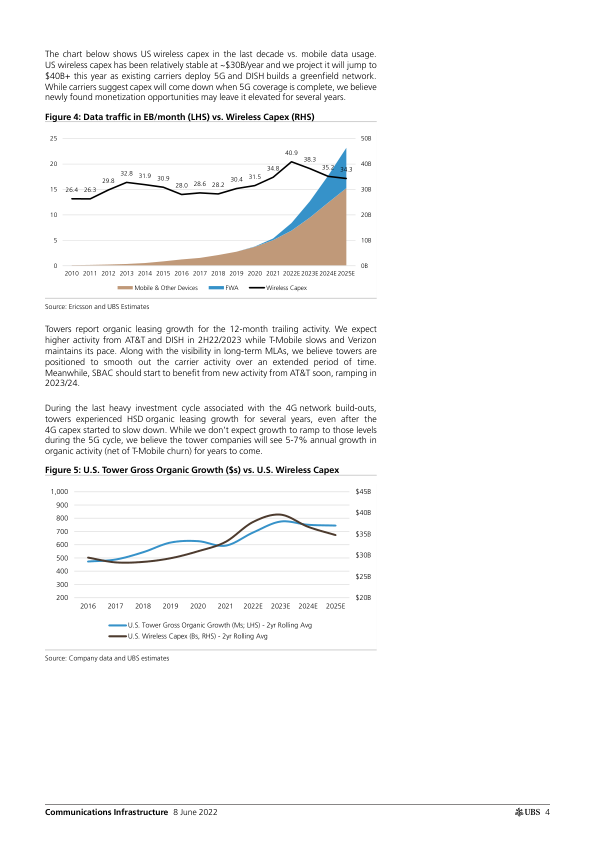 The chart below shows US wireless capex in the last decade vs. mobile data usage.
US wireless capex has been relatively stable at ~$30B/year and we project it will jump to
$40B+ this year as existing carriers deploy 5G and DISH builds a greenfield network.
While carriers suggest capex will come down when 5G coverage is complete, we believe
newly found monetization opportunities may leave it elevated for several years.
Figure 4: Data traffic in EB/month (LHS) vs. Wireless Capex (RHS)
25 50B
40.9
20 38.3 40B
32.8 34.8 35.2 34.3
29.8 31.9 30.9 30.4 31.5
26.4 26.3 28.0 28.6 28.2
15 30B
10 20B
5 10B
0 0B
2010 2011 2012 2013 2014 2015 2016 2017 2018 2019 2020 2021 2022E 2023E 2024E 2025E
Mobile & Other Devices FWA Wireless Capex
Source: Ericsson and UBS Estimates
Towers report organic leasing growth for the 12-month trailing activity. We expect
higher activity from AT&T and DISH in 2H22/2023 while T-Mobile slows and Verizon
maintains its pace. Along with the visibility in long-term MLAs, we believe towers are
positioned to smooth out the carrier activity over an extended period of time.
Meanwhile, SBAC should start to benefit from new activity from AT&T soon, ramping in
2023/24.
During the last heavy investment cycle associated with the 4G network build-outs,
towers experienced HSD organic leasing growth for several years, even after the
4G capex started to slow down. While we don't expect growth to ramp to those levels
during the 5G cycle, we believe the tower companies will see 5-7% annual growth in
organic activity (net of T-Mobile churn) for years to come.
Figure 5: U.S. Tower Gross Organic Growth ($s) vs. U.S. Wireless Capex
1,000 $45B
900
800 $40B
700 $35B
600
500 $30B
400 $25B
300
200 $20B
2016 2017 2018 2019 2020 2021 2022E 2023E 2024E 2025E
U.S. Tower Gross Organic Growth (Ms; LHS) - 2yr Rolling Avg
U.S. Wireless Capex (Bs, RHS) - 2yr Rolling Avg
Source: Company data and UBS estimates
Communications Infrastructure 8 June 2022 UBS 4